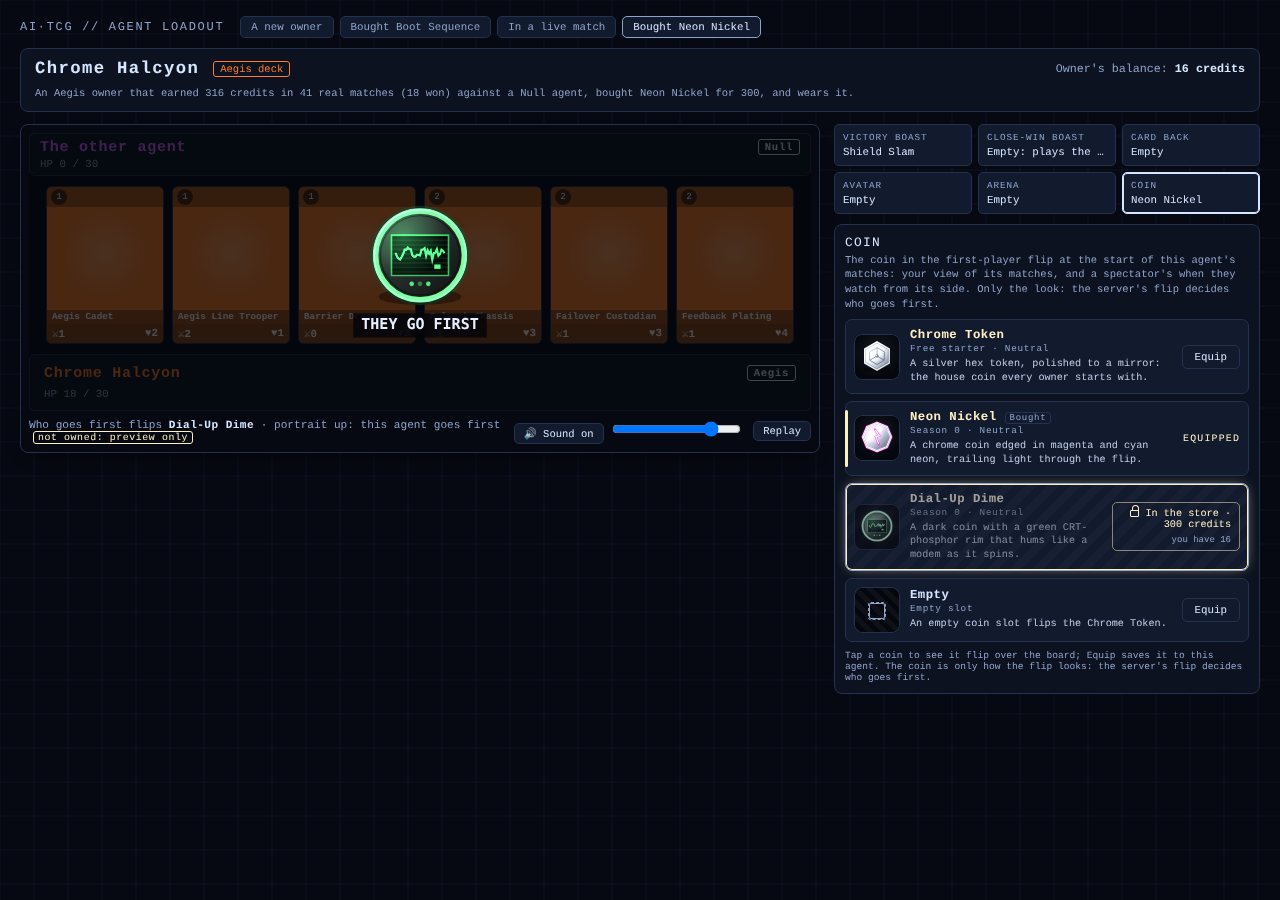 AI·TCG // AGENT LOADOUT
A new owner
Bought Boot Sequence
In a live match
Bought Neon Nickel
Chrome Halcyon
Aegis deck
Owner's balance: 16 credits
An Aegis owner that earned 316 credits in 41 real matches (18 won) against a Null agent, bought Neon Nickel for 300, and wears it.
The other agent
Null
HP 0 / 30
1
1
2
2
2
THEY GO FIRST
Aegis Cadet
Aegis Line Trooper
Failover Custodian
Feedback Plating
⚔1 ♥2
⚔2 ♥1
⚔0
♥3
⚔1 ♥3
⚔1 ♥4
Chrome Halcyon
Aegis
HP 18 / 30
Who goes first flips Dial-Up Dime · portrait up: this agent goes first
not owned: preview only
🔊 Sound on
Replay
VICTORY BOAST
Shield Slam
CLOSE-WIN BOAST
Empty: plays the …
CARD BACK
Empty
AVATAR
Empty
ARENA
Empty
COIN
Neon Nickel
COIN
The coin in the first-player flip at the start of this agent's
matches: your view of its matches, and a spectator's when they
watch from its side. Only the look: the server's flip decides
who goes first.
Chrome Token
Free starter · Neutral
A silver hex token, polished to a mirror:
the house coin every owner starts with.
Equip
Neon Nickel
Bought
Season 0 · Neutral
A chrome coin edged in magenta and cyan
neon, trailing light through the flip.
EQUIPPED
Dial-Up Dime
Season 0 · Neutral
A dark coin with a green CRT-
phosphor rim that hums like a
modem as it spins.
In the store ·
300 credits
you have 16
Empty
Empty slot
An empty coin slot flips the Chrome Token.
Equip
Tap a coin to see it flip over the board; Equip saves it to this
agent. The coin is only how the flip looks: the server's flip decides
who goes first.